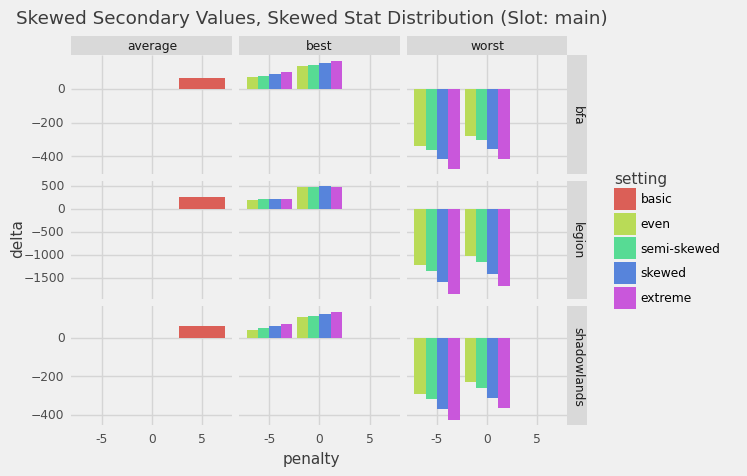 Skewed Secondary Values, Skewed Stat Distribution (Slot: main)
average best worst
0
−200
−400
bfa
500
0
−500
−1000
−1500
legion
0
−200
−400
shadowlands
delta
-5 0 5 -5 0 5 -5 0 5
penalty
setting
basic
even
semi-skewed
skewed
extreme